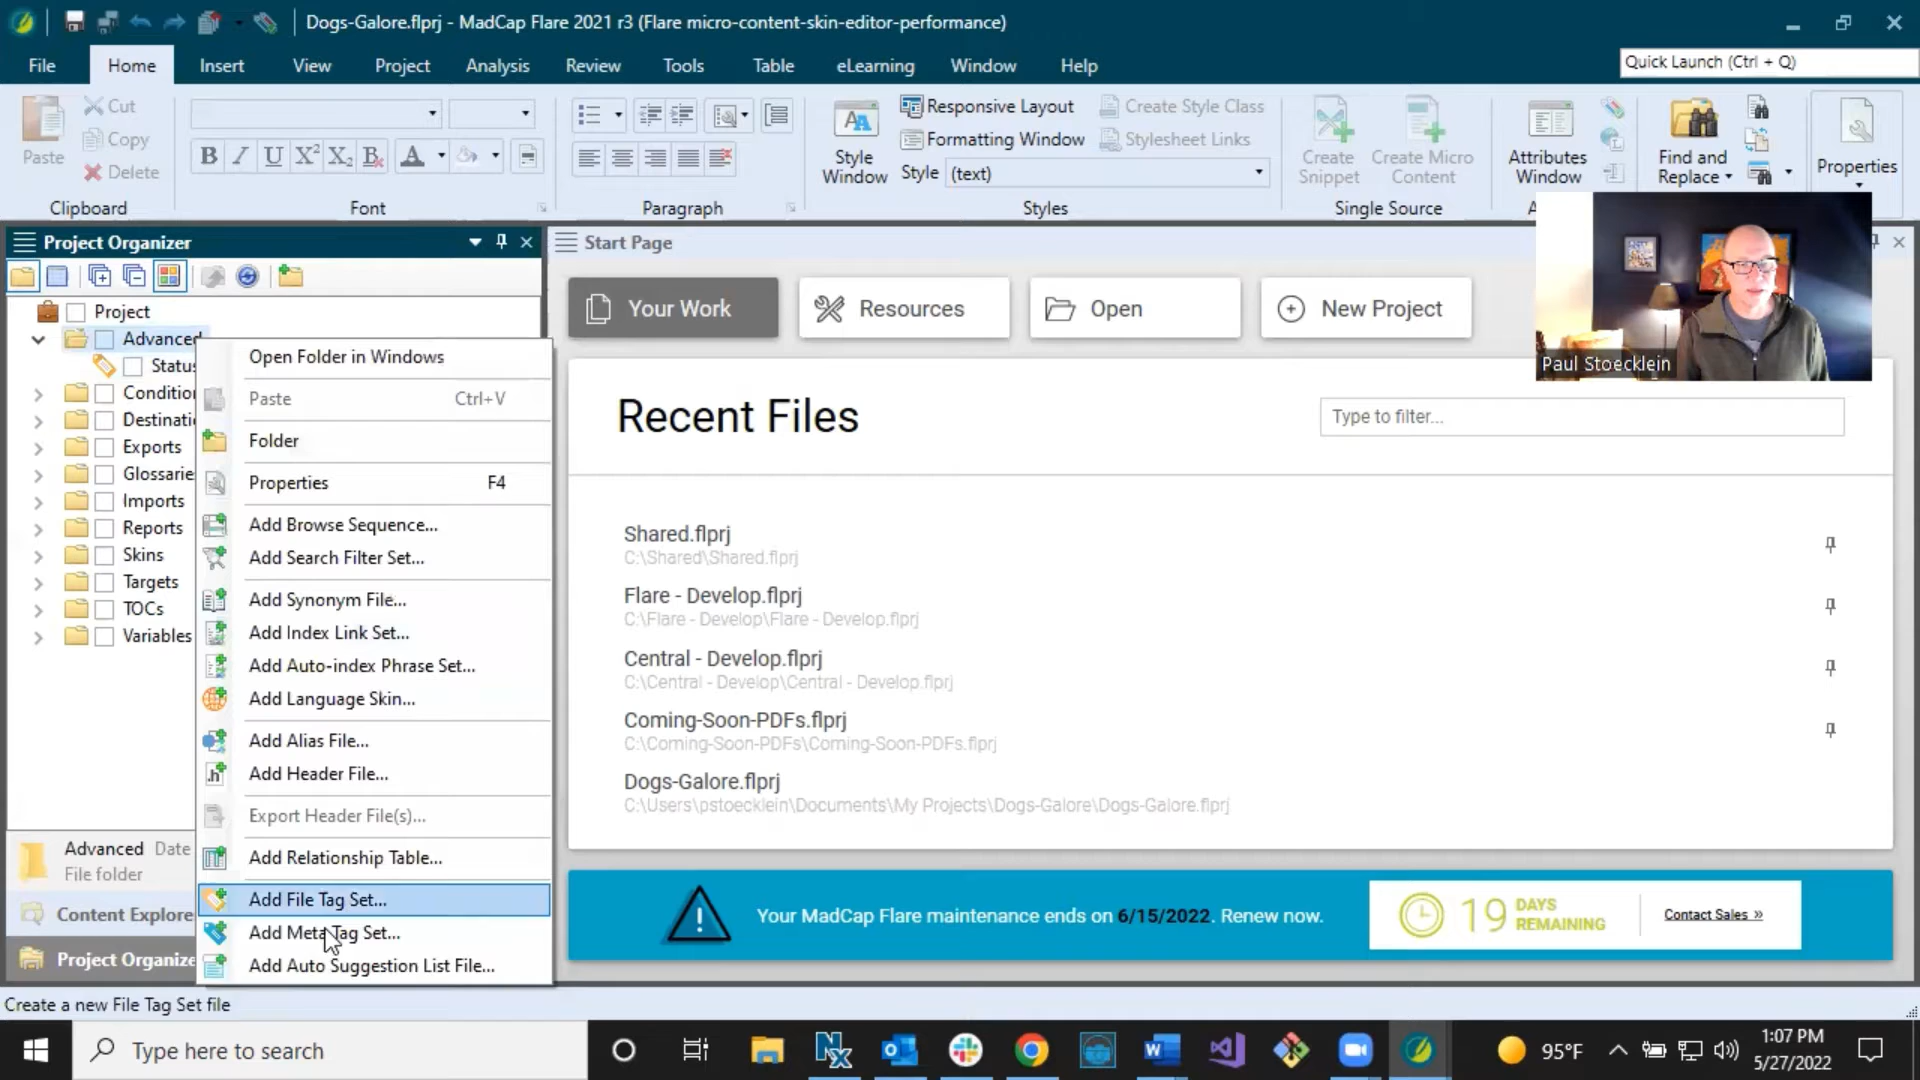 Dogs-Galore.flprj - MadCap Flare 2021 r3 (Flare micro-content-skin-editor-performance)
File Home Insert View Project Analysis Review Tools Table eLearning Window Help
Quick Launch (Ctrl + Q)
Paste
Cut
Copy
Delete
Clipboard
B I U X² X₂ B A
Font
Paragraph
Style Window
Responsive Layout
Formatting Window
Style (text)
Create Style Class
Stylesheet Links
Styles
Create Snippet
Create Micro Content
Single Source
Attributes Window
Find and Replace
Properties
Project Organizer
Start Page
Paul Stoecklein
Project
Advanced
Status
Condition
Destinati
Exports
Glossarie
Imports
Reports
Skins
Targets
TOCs
Variables
Open Folder in Windows
Paste Ctrl+V
Folder
Properties F4
Add Browse Sequence...
Add Search Filter Set...
Add Synonym File...
Add Index Link Set...
Add Auto-index Phrase Set...
Add Language Skin...
Add Alias File...
.h Add Header File...
Export Header File(s)...
Add Relationship Table...
Add File Tag Set...
Add Meta Tag Set...
Add Auto Suggestion List File...
Advanced Date
File folder
Content Explore
Project Organize
Your Work
Resources
Open
New Project
Recent Files
Type to filter...
Shared.flprj
C:\Shared\Shared.flprj
Flare - Develop.flprj
C:\Flare - Develop\Flare - Develop.flprj
Central - Develop.flprj
C:\Central - Develop\Central - Develop.flprj
Coming-Soon-PDFs.flprj
C:\Coming-Soon-PDFs\Coming-Soon-PDFs.flprj
Dogs-Galore.flprj
C:\Users\pstoecklein\Documents\My Projects\Dogs-Galore\Dogs-Galore.flprj
Your MadCap Flare maintenance ends on 6/15/2022. Renew now.
19 DAYS REMAINING
Contact Sales »
Create a new File Tag Set file
Type here to search
95°F
1:07 PM
5/27/2022